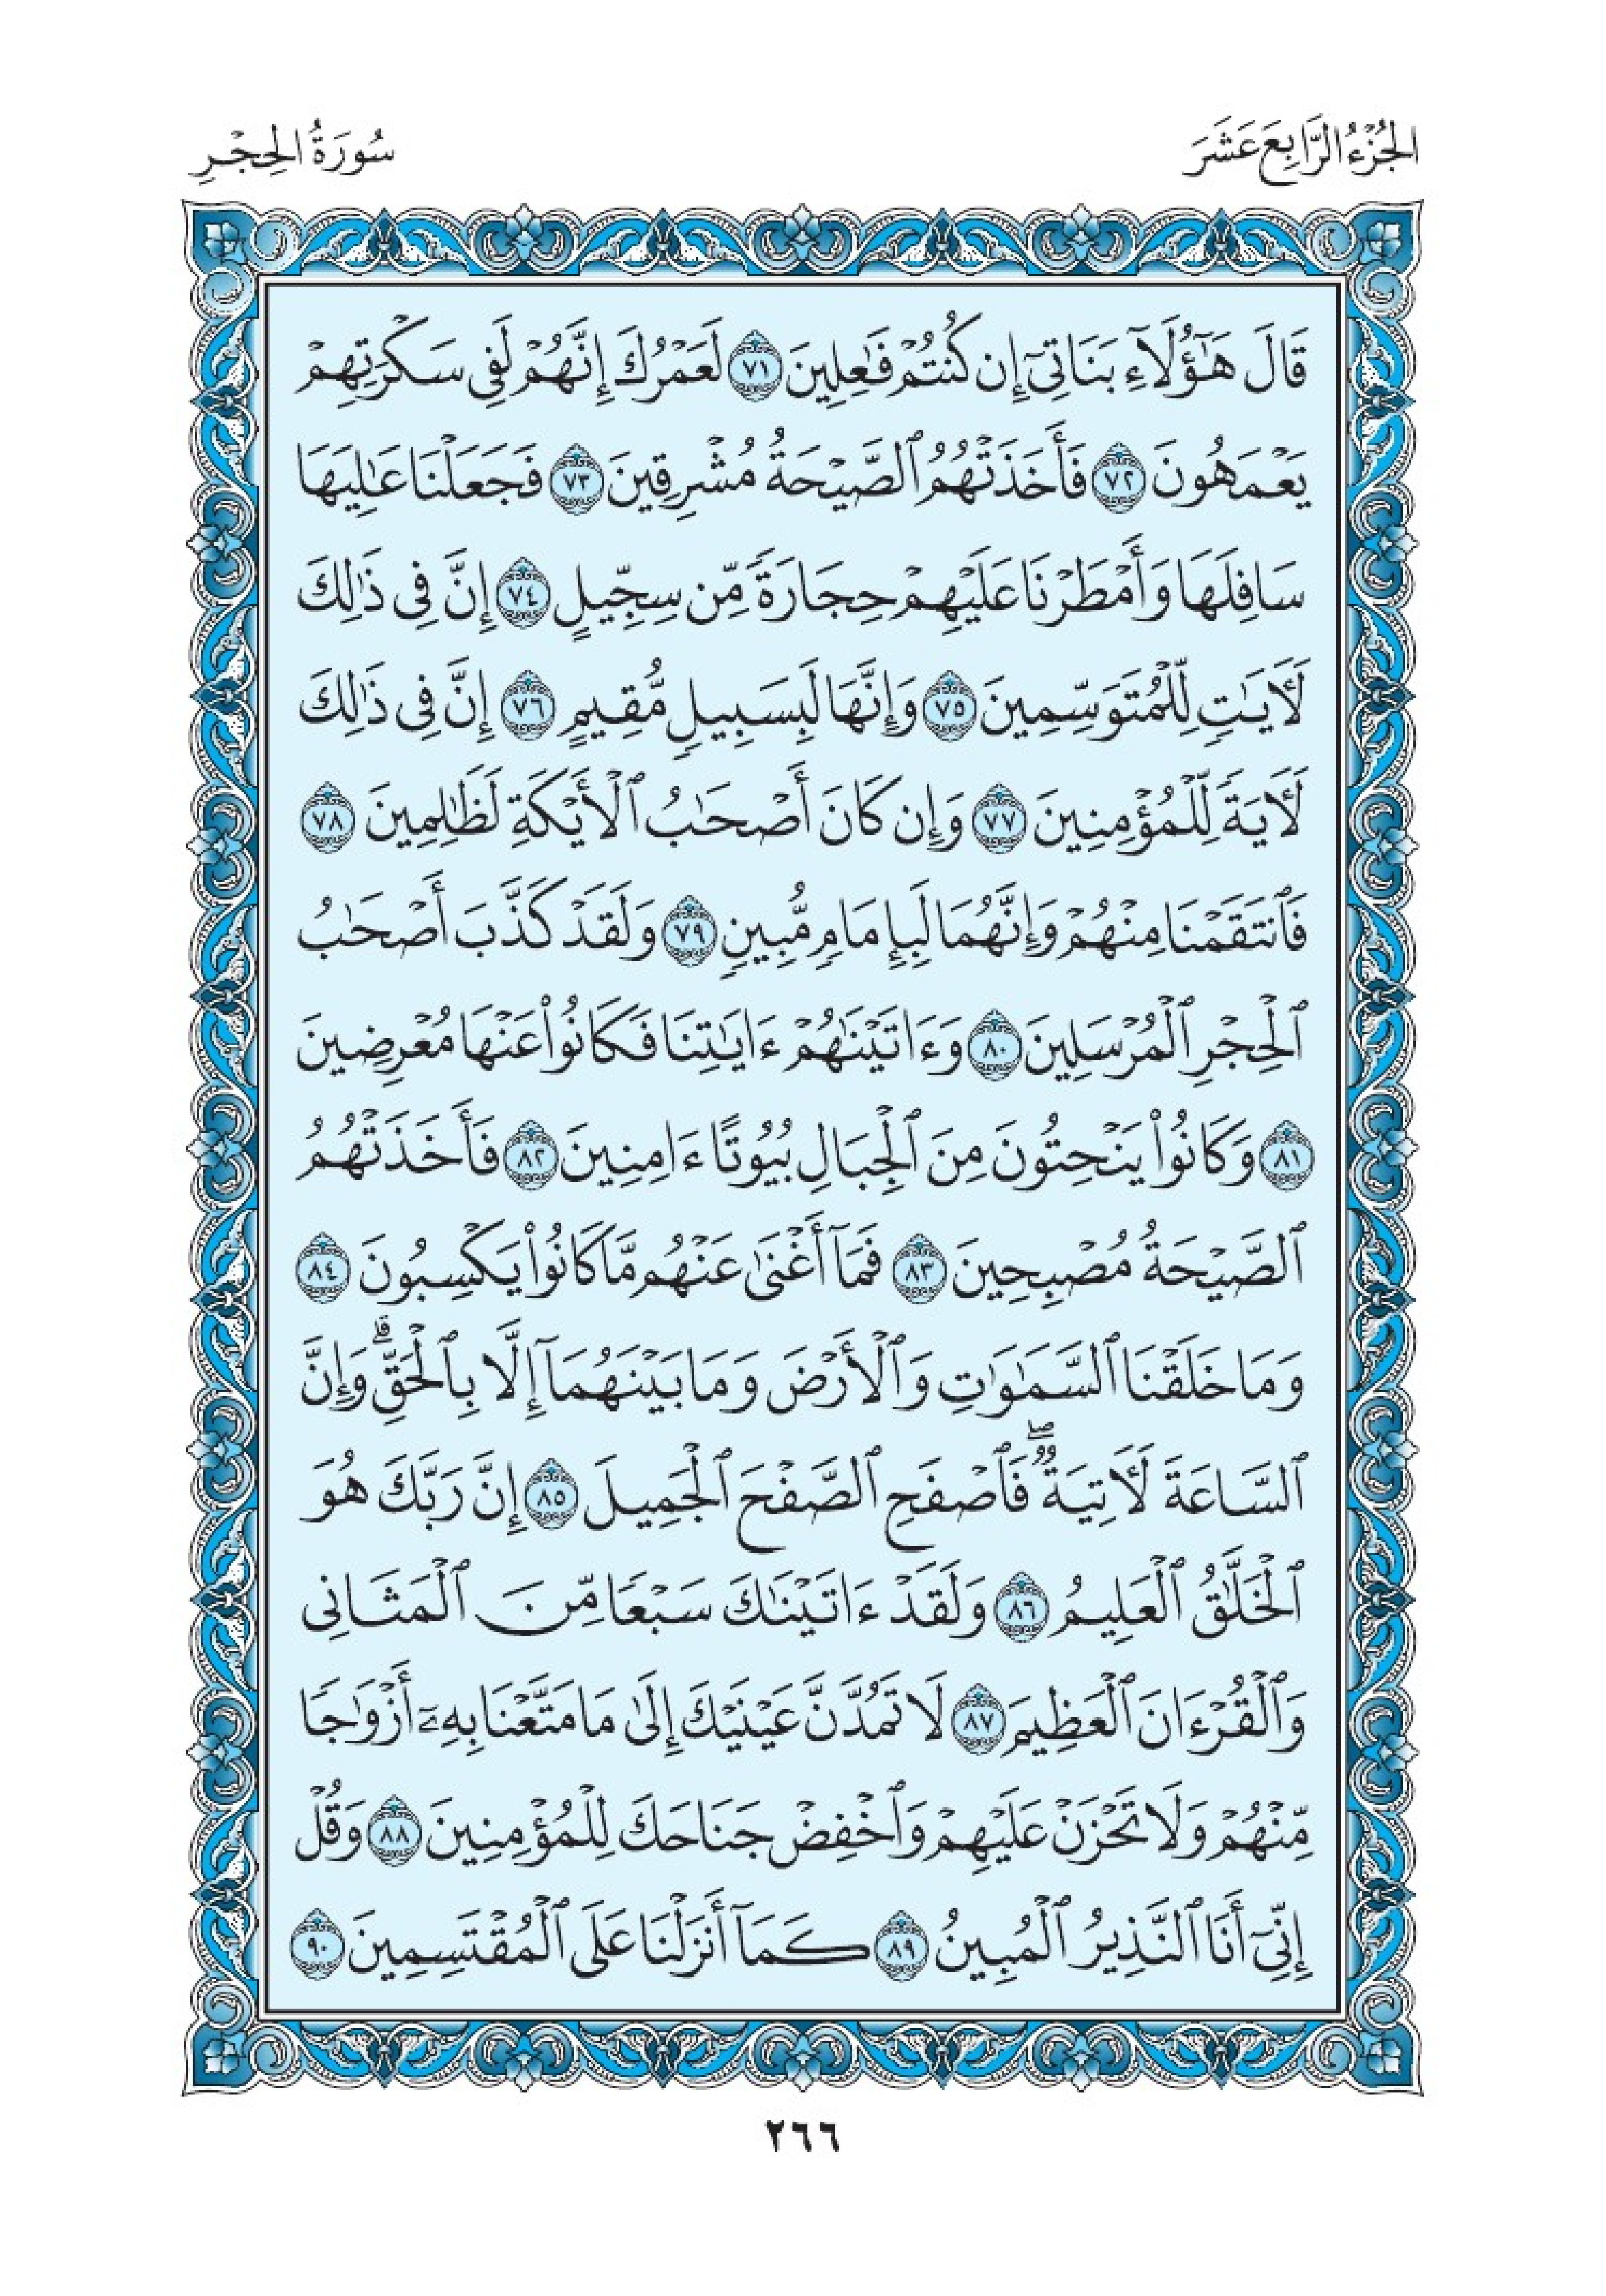 الجُزْءُ الرَّابِعَ عَشَرَ
سُورَةُ الحِجْرِ
قَالَ هَٰٓؤُلَآءِ بَنَاتِىٓ إِن كُنتُمْ فَٰعِلِينَ ٧١ لَعَمْرُكَ إِنَّهُمْ لَفِى سَكْرَتِهِمْ
يَعْمَهُونَ ٧٢ فَأَخَذَتْهُمُ ٱلصَّيْحَةُ مُشْرِقِينَ ٧٣ فَجَعَلْنَا عَٰلِيَهَا
سَافِلَهَا وَأَمْطَرْنَا عَلَيْهِمْ حِجَارَةً مِّن سِجِّيلٍ ٧٤ إِنَّ فِى ذَٰلِكَ
لَءَايَٰتٍ لِّلْمُتَوَسِّمِينَ ٧٥ وَإِنَّهَا لَبِسَبِيلٍ مُّقِيمٍ ٧٦ إِنَّ فِى ذَٰلِكَ
لَءَايَةً لِّلْمُؤْمِنِينَ ٧٧ وَإِن كَانَ أَصْحَٰبُ ٱلْأَيْكَةِ لَظَٰلِمِينَ ٧٨
فَٱنتَقَمْنَا مِنْهُمْ وَإِنَّهُمَا لَبِإِمَامٍ مُّبِينٍ ٧٩ وَلَقَدْ كَذَّبَ أَصْحَٰبُ
ٱلْحِجْرِ ٱلْمُرْسَلِينَ ٨٠ وَءَاتَيْنَٰهُمْ ءَايَٰتِنَا فَكَانُوا۟ عَنْهَا مُعْرِضِينَ
٨١ وَكَانُوا۟ يَنْحِتُونَ مِنَ ٱلْجِبَالِ بُيُوتًا ءَامِنِينَ ٨٢ فَأَخَذَتْهُمُ
ٱلصَّيْحَةُ مُصْبِحِينَ ٨٣ فَمَآ أَغْنَىٰ عَنْهُم مَّا كَانُوا۟ يَكْسِبُونَ ٨٤
وَمَا خَلَقْنَا ٱلسَّمَٰوَٰتِ وَٱلْأَرْضَ وَمَا بَيْنَهُمَآ إِلَّا بِٱلْحَقِّ ۗ وَإِنَّ
ٱلسَّاعَةَ لَءَاتِيَةٌ ۖ فَٱصْفَحِ ٱلصَّفْحَ ٱلْجَمِيلَ ٨٥ إِنَّ رَبَّكَ هُوَ
ٱلْخَلَّٰقُ ٱلْعَلِيمُ ٨٦ وَلَقَدْ ءَاتَيْنَٰكَ سَبْعًا مِّنَ ٱلْمَثَانِى
وَٱلْقُرْءَانَ ٱلْعَظِيمَ ٨٧ لَا تَمُدَّنَّ عَيْنَيْكَ إِلَىٰ مَا مَتَّعْنَا بِهِۦٓ أَزْوَٰجًا
مِّنْهُمْ وَلَا تَحْزَنْ عَلَيْهِمْ وَٱخْفِضْ جَنَاحَكَ لِلْمُؤْمِنِينَ ٨٨ وَقُلْ
إِنِّىٓ أَنَا ٱلنَّذِيرُ ٱلْمُبِينُ ٨٩ كَمَآ أَنزَلْنَا عَلَى ٱلْمُقْتَسِمِينَ ٩٠
٢٦٦